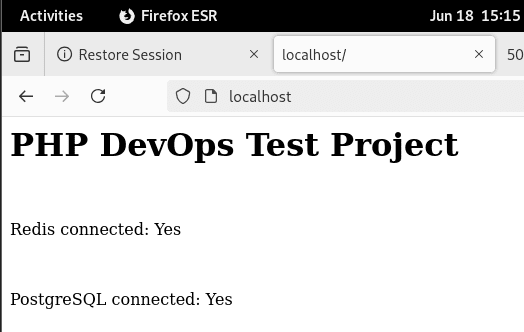 Activities Firefox ESR Jun 18 15:15
Restore Session localhost/ 50
localhost
PHP DevOps Test Project
Redis connected: Yes
PostgreSQL connected: Yes